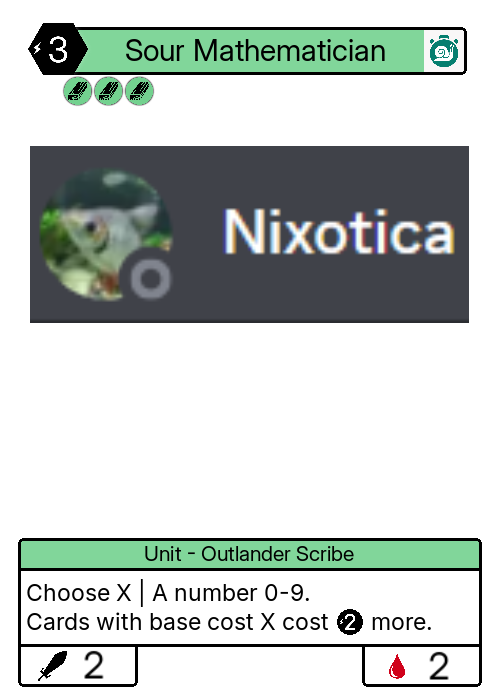 3
Sour Mathematician
Nixotica
Unit - Outlander Scribe
Choose X | A number 0-9.
Cards with base cost X cost 2 more.
2
2